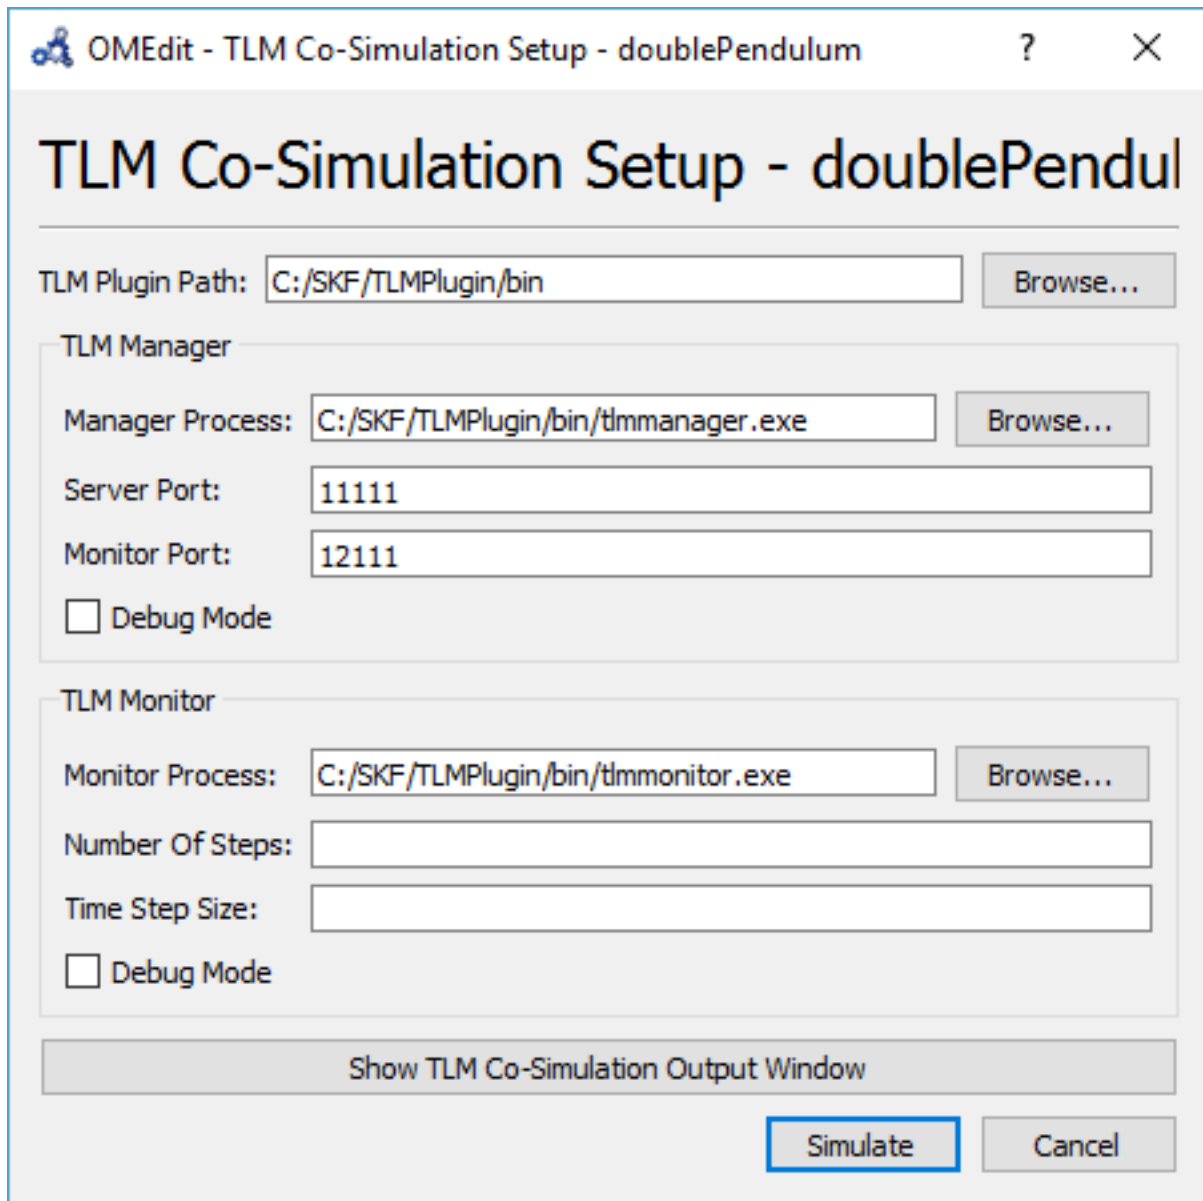 OMEdit - TLM Co-Simulation Setup - doublePendulum ?
TLM Co-Simulation Setup - doublePendul
TLM Plugin Path: C:/SKF/TLMPlugin/bin Browse...
TLM Manager
Manager Process: C:/SKF/TLMPlugin/bin/tlmmanager.exe Browse...
Server Port: 11111
Monitor Port: 12111
Debug Mode
TLM Monitor
Monitor Process: C:/SKF/TLMPlugin/bin/tlmmonitor.exe Browse...
Number Of Steps:
Time Step Size:
Debug Mode
Show TLM Co-Simulation Output Window
Simulate Cancel